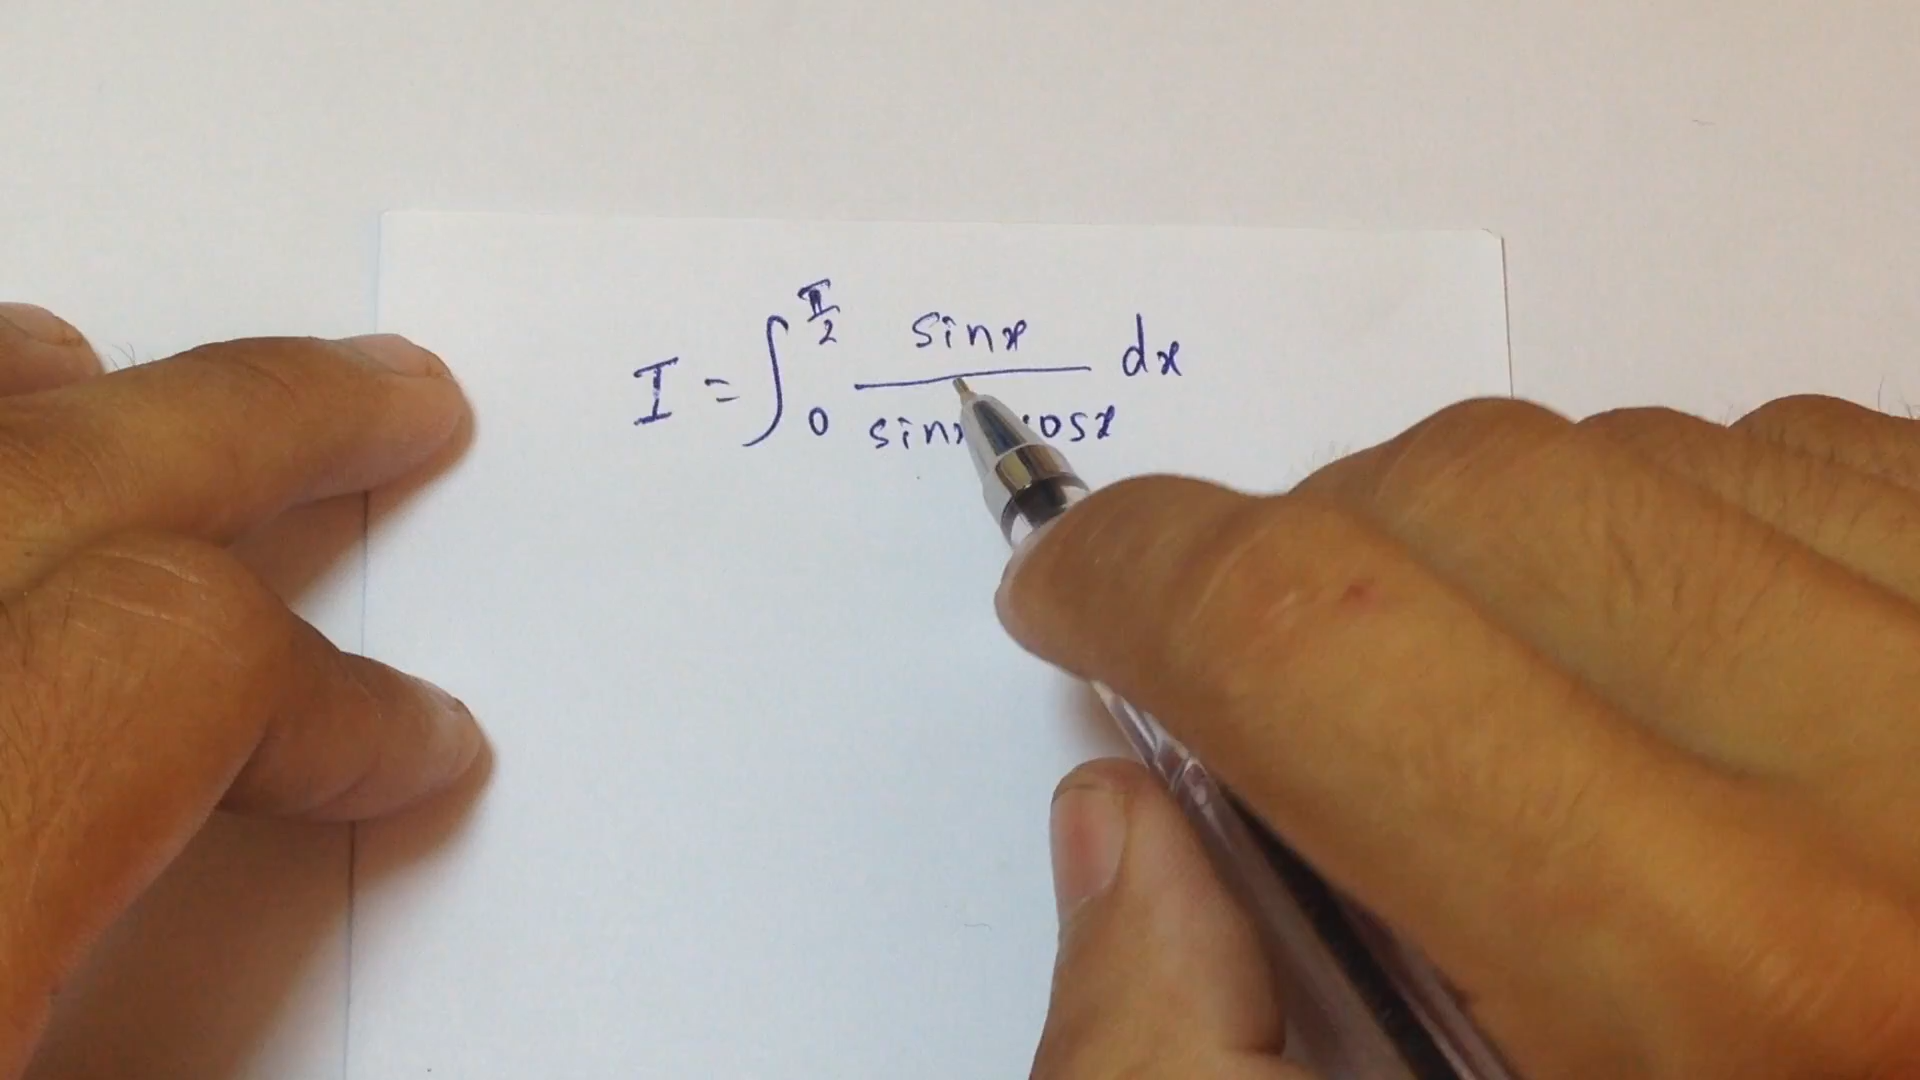 I = ∫₀^(π/2) sinx / sinx cosx dx